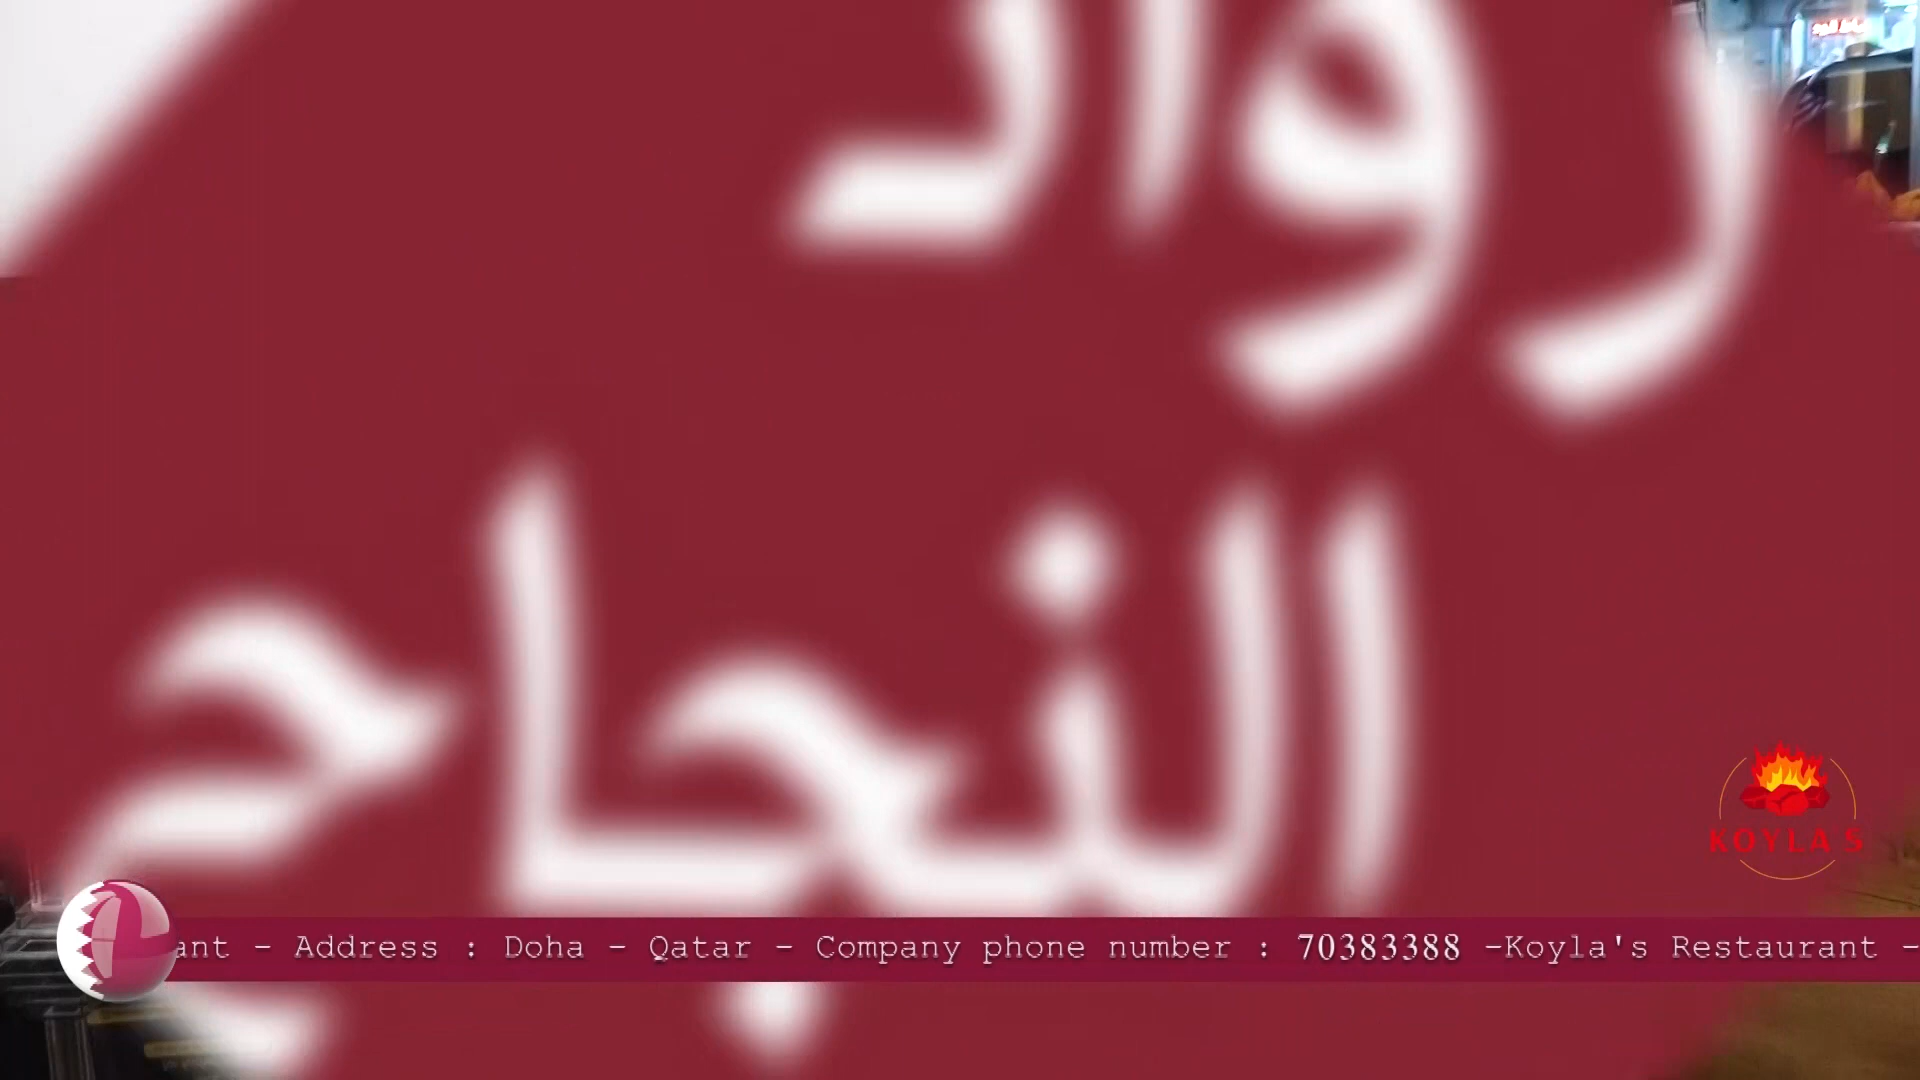 رواد
النجاح
KOYLA'S
ant - Address : Doha - Qatar - Company phone number : 70383388 -Koyla's Restaurant -